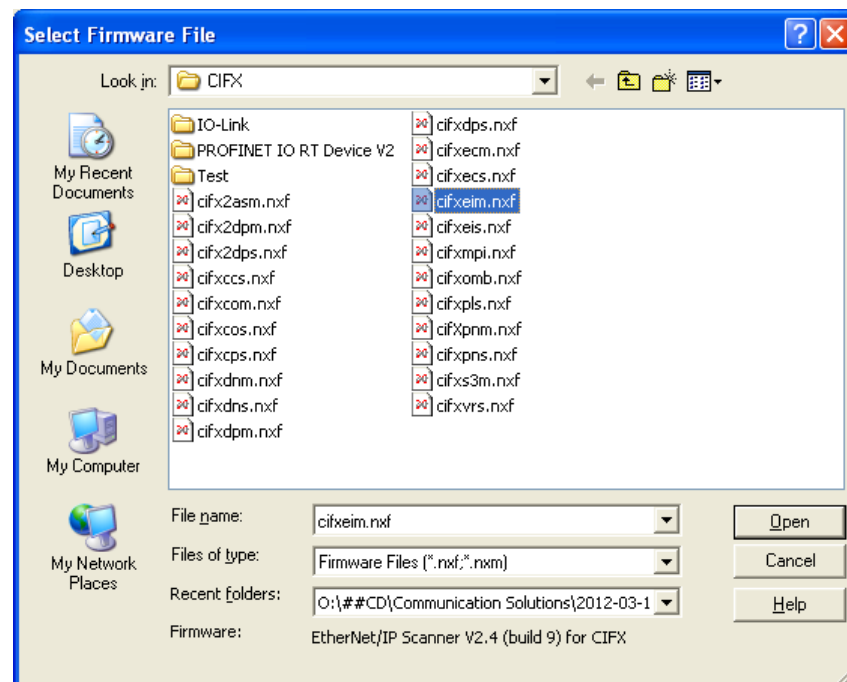 Select Firmware File
Look in: CIFX
My Recent
Documents
Desktop
My Documents
My Computer
My Network
Places
IO-Link
PROFINET IO RT Device V2
Test
cifx2asm.nxf
cifx2dpm.nxf
cifx2dps.nxf
cifxccs.nxf
cifxcom.nxf
cifxcos.nxf
cifxcps.nxf
cifxdnm.nxf
cifxdns.nxf
cifxdpm.nxf
cifxdps.nxf
cifxecm.nxf
cifxecs.nxf
cifxeim.nxf
cifxeis.nxf
cifxmpi.nxf
cifxomb.nxf
cifxpls.nxf
cifXpnm.nxf
cifxpns.nxf
cifxs3m.nxf
cifxvrs.nxf
File name: cifxeim.nxf Open
Files of type: Firmware Files (*.nxf;*.nxm) Cancel
Recent folders: O:\##CD\Communication Solutions\2012-03-1 Help
Firmware: EtherNet/IP Scanner V2.4 (build 9) for CIFX